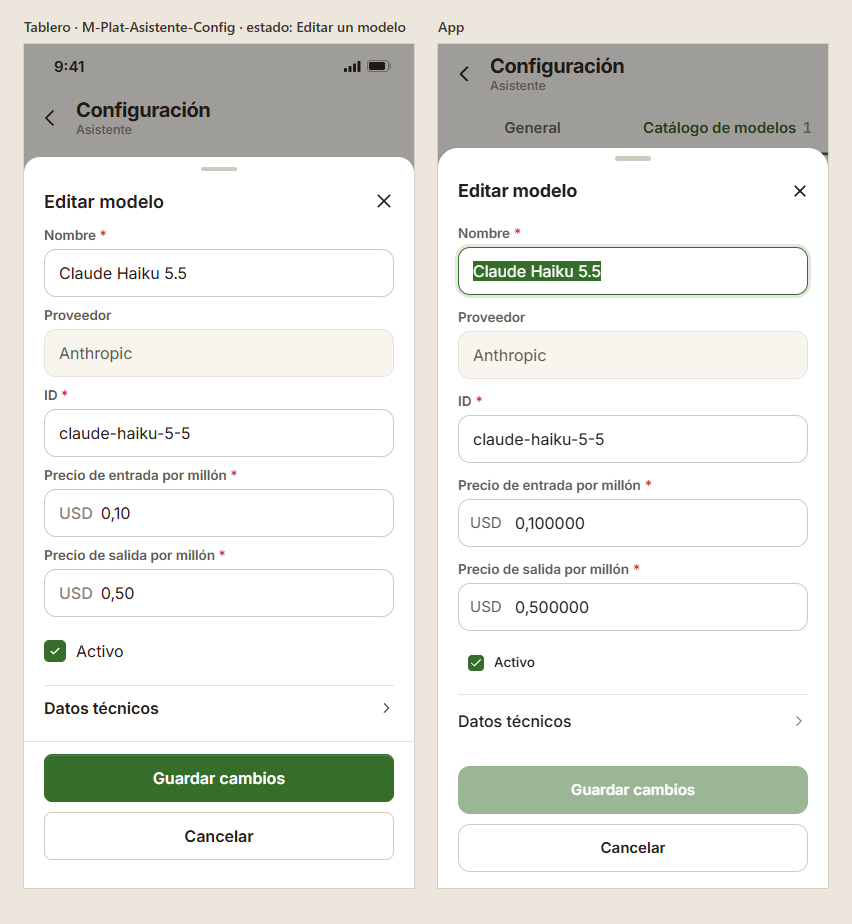 Tablero · M-Plat-Asistente-Config · estado: Editar un modelo
9:41
Configuración
Asistente
Editar modelo
Nombre *
Claude Haiku 5.5
Proveedor
Anthropic
ID *
claude-haiku-5-5
Precio de entrada por millón *
USD 0,10
Precio de salida por millón *
USD 0,50
Activo
Datos técnicos
Guardar cambios
Cancelar
App
Configuración
Asistente
General
Catálogo de modelos 1
Editar modelo
Nombre *
Claude Haiku 5.5
Proveedor
Anthropic
ID *
claude-haiku-5-5
Precio de entrada por millón *
USD 0,100000
Precio de salida por millón *
USD 0,500000
Activo
Datos técnicos
Guardar cambios
Cancelar